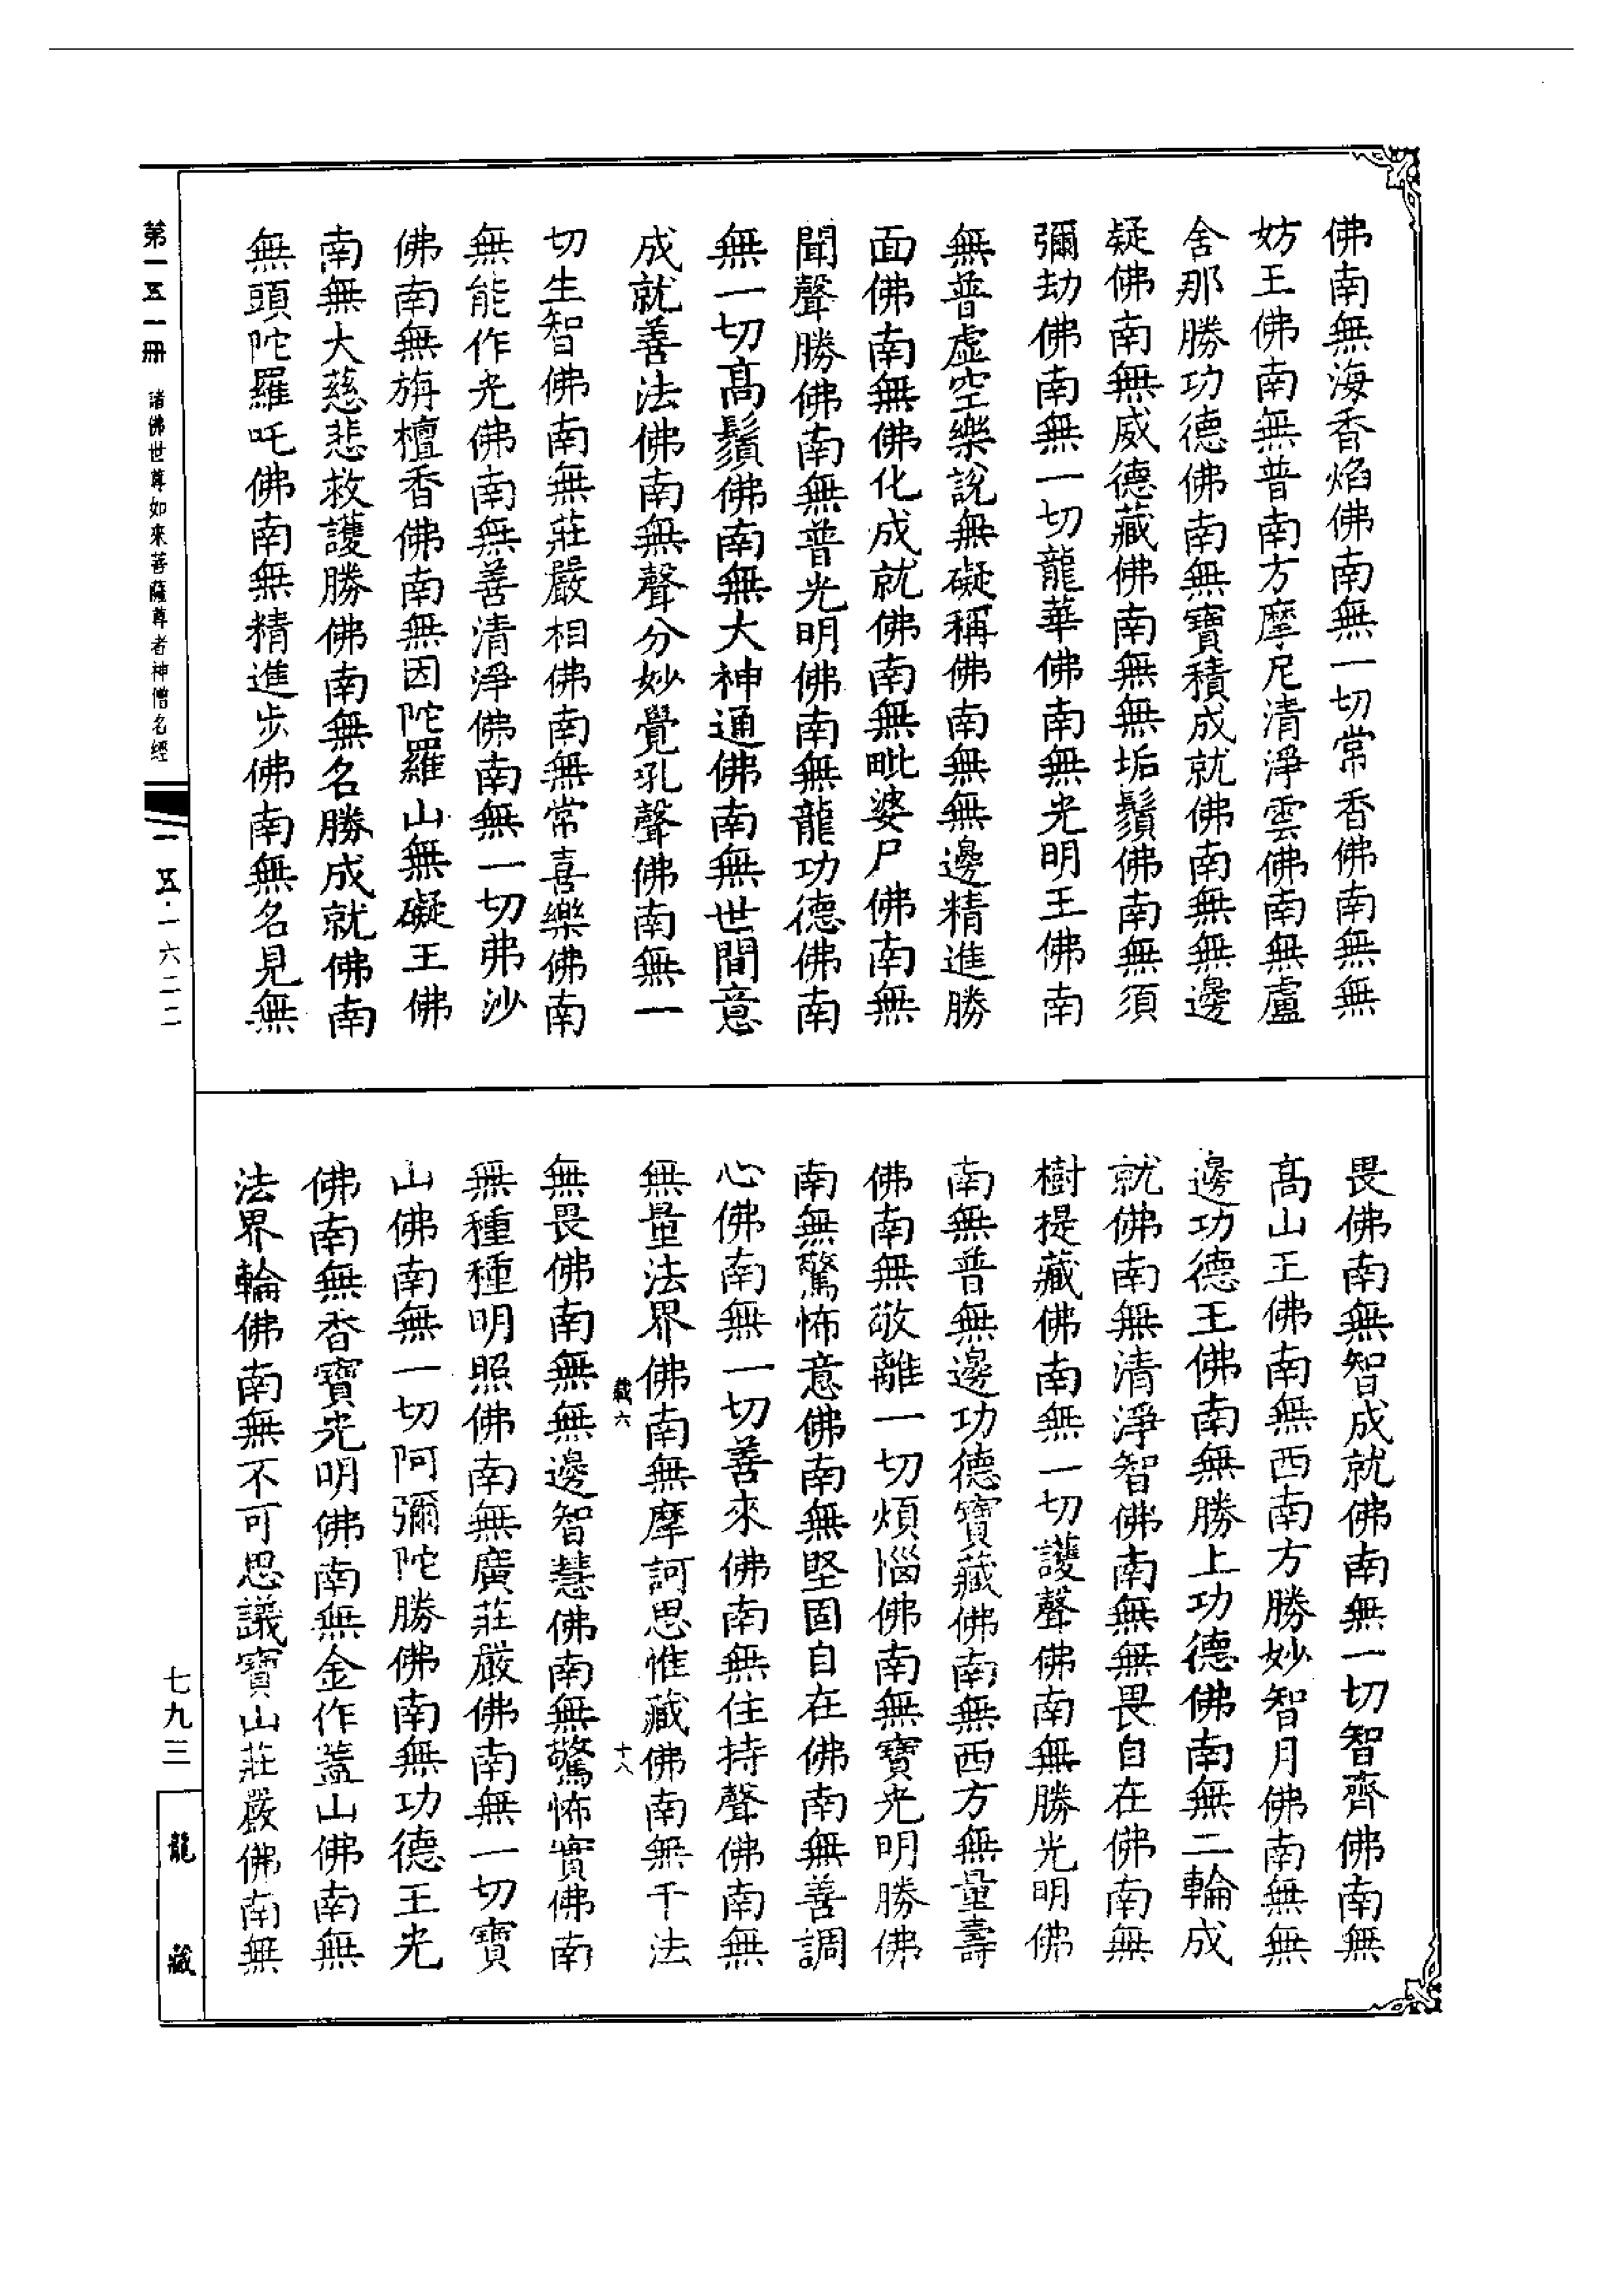 佛南無海香焰佛南無一切常香佛南無無
妨王佛南無普南方摩尼清淨雲佛南無盧
舍那勝功德佛南無寶積成就佛南無無邊
疑佛南無威德藏佛南無無垢鬚佛南無須
彌劫佛南無一切龍華佛南無光明王佛南
無普虛空樂說無礙稱佛南無無邊精進勝
面佛南無佛化成就佛南無毗婆尸佛南無
聞聲勝佛南無普光明佛南無龍功德佛南
無一切高鬚佛南無大神通佛南無世間意
成就善法佛南無聲分妙覺吼聲佛南無一
切生智佛南無莊嚴相佛南無常喜樂佛南
無能作光佛南無善清淨佛南無一切弗沙
佛南無旃檀香佛南無因陀羅山無礙王佛
南無大慈悲救護勝佛南無名勝成就佛南
無頭陀羅吒佛南無精進步佛南無名見無
畏佛南無智成就佛南無一切智齊佛南無
高山王佛南無西南方勝妙智月佛南無無
邊功德王佛南無勝上功德佛南無二輪成
就佛南無清淨智佛南無無畏自在佛南無
樹提藏佛南無一切護聲佛南無勝光明佛
南無普無邊功德寶藏佛南無西方無量壽
佛南無敬離一切煩惱佛南無寶光明勝佛
南無驚怖意佛南無堅固自在佛南無善調
心佛南無一切善來佛南無住持聲佛南無
無量法界佛南無摩訶思惟藏佛南無千法
載六 十八
無畏佛南無無邊智慧佛南無驚怖實佛南
無種種明照佛南無廣莊嚴佛南無一切寶
山佛南無一切阿彌陀勝佛南無功德王光
佛南無香寶光明佛南無金作蓋山佛南無
法界輪佛南無不可思議寶山莊嚴佛南無
第一五一冊 諸佛世尊如來菩薩尊者神僧名經
一五·一六二二
七九三
龍藏